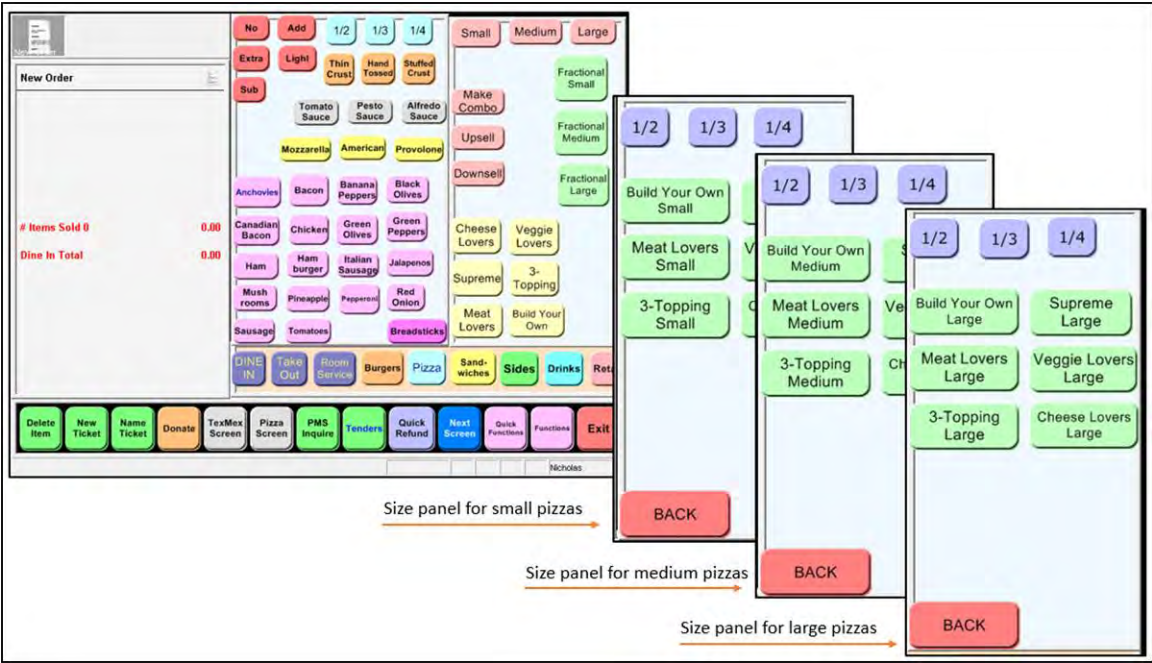 New Order
No
Add
1/2
1/3
1/4
Extra
Light
Thin
Crust
Hand
Tossed
Stuffed
Crust
Sub
Tomato
Sauce
Pesto
Sauce
Alfredo
Sauce
Mozzarella
American
Provolone
Anchovies
Bacon
Banana
Peppers
Black
Olives
Canadian
Bacon
Chicken
Green
Olives
Green
Peppers
Ham
Ham
burger
Italian
Sausage
Jalapenos
Mush
rooms
Pineapple
Pepperoni
Red
Onion
Sausage
Tomatoes
Breadsticks
# Items Sold 0 0.00
Dine In Total 0.00
Small
Medium
Large
Fractional
Small
Make
Combo
Upsell
Fractional
Medium
Downsell
Fractional
Large
Cheese
Lovers
Veggie
Lovers
Supreme
3-
Topping
Meat
Lovers
Build Your
Own
DINE
IN
Take
Out
Room
Service
Burgers
Pizza
Sand-
wiches
Sides
Drinks
Reta
Delete
Item
New
Ticket
Name
Ticket
Donate
TexMex
Screen
Pizza
Screen
PMS
Inquire
Tenders
Quick
Refund
Next
Screen
Quick
Functions
Functions
Exit
Nicholas
1/2
1/3
1/4
Build Your Own
Small
Meat Lovers
Small
V
3-Topping
Small
C
BACK
Size panel for small pizzas
1/2
1/3
1/4
Build Your Own
Medium
S
Meat Lovers
Medium
Ve
3-Topping
Medium
Ch
BACK
Size panel for medium pizzas
1/2
1/3
1/4
Build Your Own
Large
Supreme
Large
Meat Lovers
Large
Veggie Lovers
Large
3-Topping
Large
Cheese Lovers
Large
BACK
Size panel for large pizzas